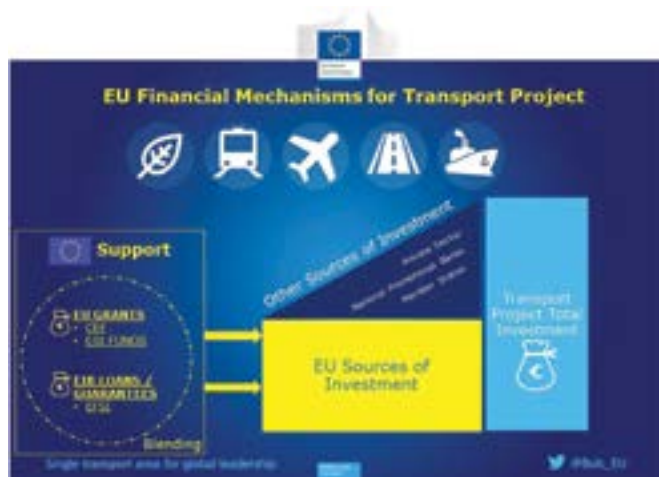 EU Financial Mechanisms for Transport Project
Support
EU GRANTS
CEF
ESI FUNDS
EIB LOANS /
GUARANTEES
EFSI
Blending
Other Sources of Investment
Private Sector
National Promotional Banks
Member States
EU Sources of
Investment
Transport
Project Total
Investment
€
Single transport area for global leadership